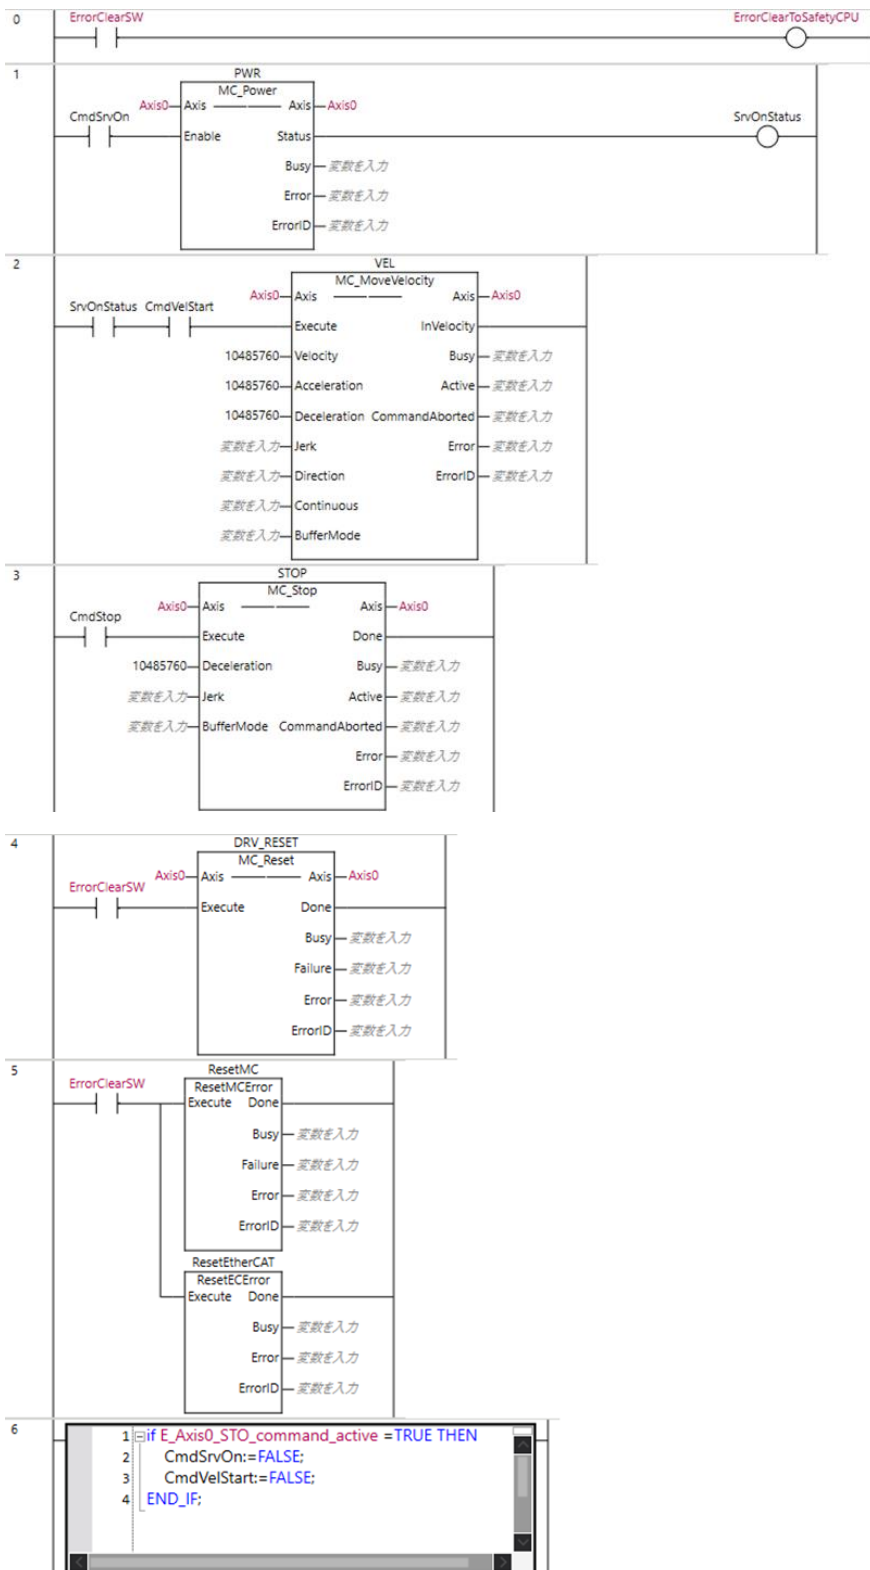 0
ErrorClearSW ErrorClearToSafetyCPU
1
PWR
MC_Power
Axis0 Axis Axis Axis0
CmdSrvOn SrvOnStatus
Enable Status
Busy 変数を入力
Error 変数を入力
ErrorID 変数を入力
2
VEL
MC_MoveVelocity
Axis0 Axis Axis Axis0
SrvOnStatus CmdVelStart
Execute InVelocity
10485760 Velocity Busy 変数を入力
10485760 Acceleration Active 変数を入力
10485760 Deceleration CommandAborted 変数を入力
変数を入力 Jerk Error 変数を入力
変数を入力 Direction ErrorID 変数を入力
変数を入力 Continuous
変数を入力 BufferMode
3
STOP
MC_Stop
Axis0 Axis Axis Axis0
CmdStop
Execute Done
10485760 Deceleration Busy 変数を入力
変数を入力 Jerk Active 変数を入力
変数を入力 BufferMode CommandAborted 変数を入力
Error 変数を入力
ErrorID 変数を入力
4
DRV_RESET
MC_Reset
Axis0 Axis Axis Axis0
ErrorClearSW
Execute Done
Busy 変数を入力
Failure 変数を入力
Error 変数を入力
ErrorID 変数を入力
5
ResetMC
ErrorClearSW ResetMCError
Execute Done
Busy 変数を入力
Failure 変数を入力
Error 変数を入力
ErrorID 変数を入力
ResetEtherCAT
ResetECError
Execute Done
Busy 変数を入力
Error 変数を入力
ErrorID 変数を入力
6
1 if E_Axis0_STO_command_active =TRUE THEN
2 CmdSrvOn:=FALSE;
3 CmdVelStart:=FALSE;
4 END_IF;